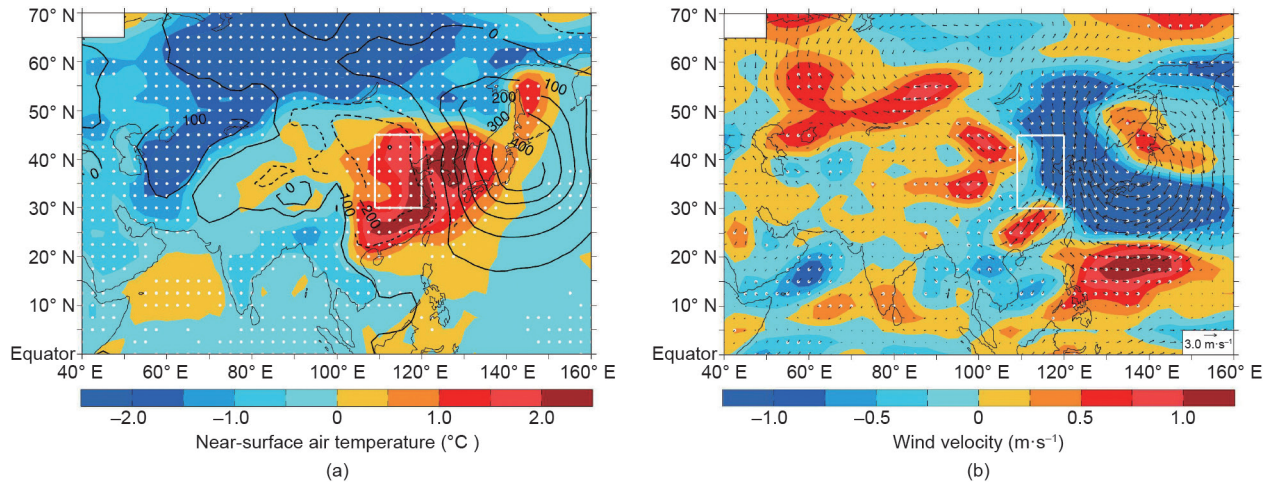 70° N
60° N
50° N
40° N
30° N
20° N
10° N
Equator
40° E 60° E 80° E 100° E 120° E 140° E 160° E
0
100
200
300
400
100
100
0
0
0
–100
–200
–2.0 –1.0 0 1.0 2.0
Near-surface air temperature (°C )
(a)
70° N
60° N
50° N
40° N
30° N
20° N
10° N
Equator
3.0 m·s⁻¹
40° E 60° E 80° E 100° E 120° E 140° E 160° E
–1.0 –0.5 0 0.5 1.0
Wind velocity (m·s⁻¹)
(b)